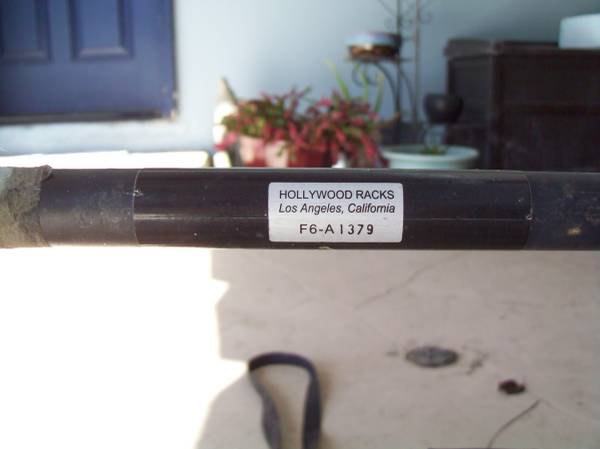 HOLLYWOOD RACKS
Los Angeles, California
F6-A1379